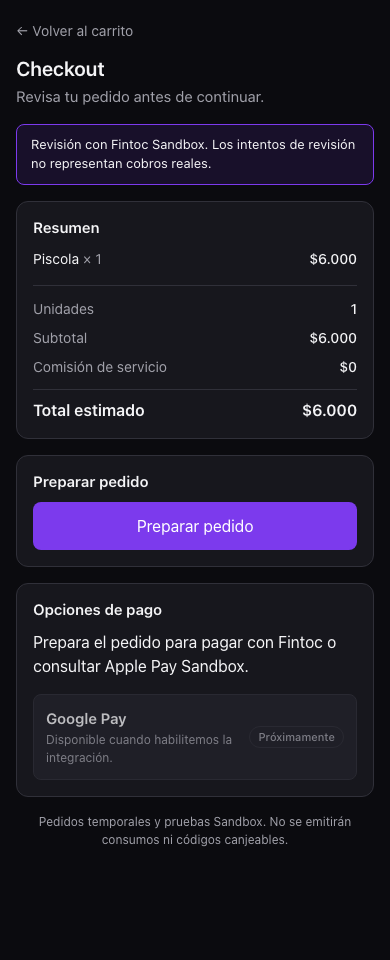 ← Volver al carrito
Checkout
Revisa tu pedido antes de continuar.
Revisión con Fintoc Sandbox. Los intentos de revisión
no representan cobros reales.
Resumen
Piscola × 1 $6.000
Unidades 1
Subtotal $6.000
Comisión de servicio $0
Total estimado $6.000
Preparar pedido
Preparar pedido
Opciones de pago
Prepara el pedido para pagar con Fintoc o
consultar Apple Pay Sandbox.
Google Pay
Disponible cuando habilitemos la
integración.
Próximamente
Pedidos temporales y pruebas Sandbox. No se emitirán
consumos ni códigos canjeables.